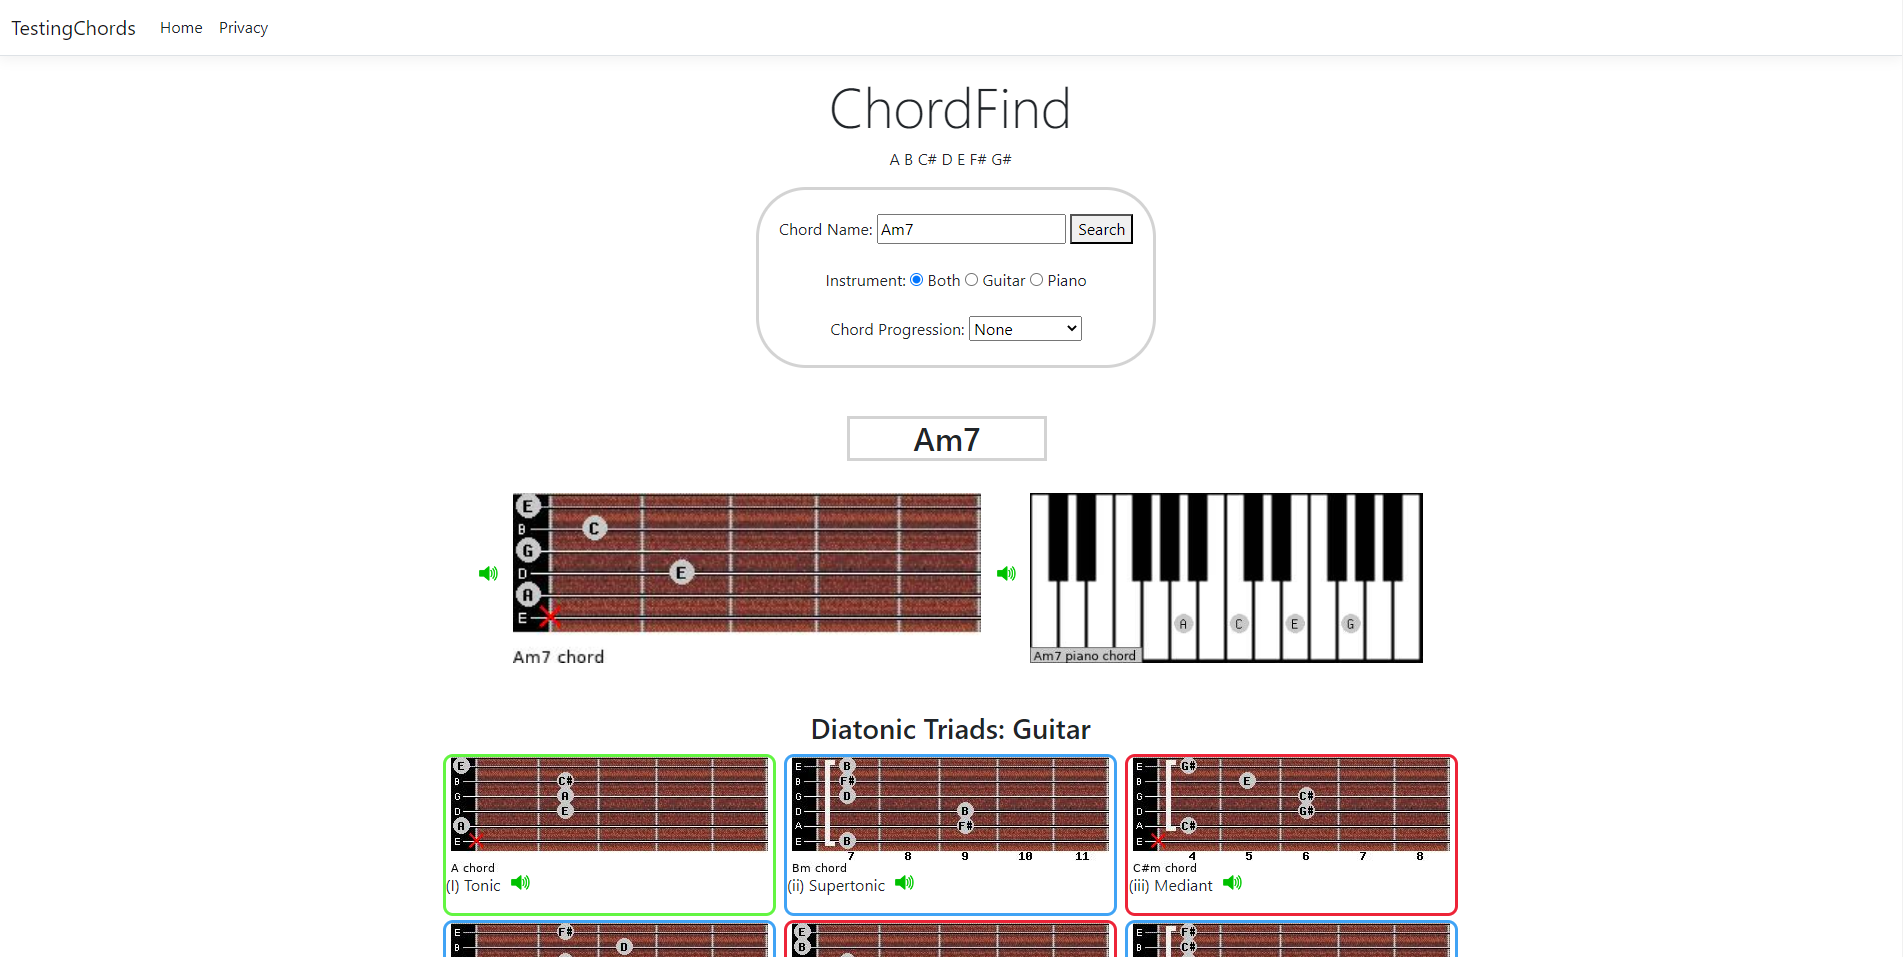 TestingChords Home Privacy
ChordFind
A B C# D E F# G#
Chord Name: Am7 Search
Instrument: Both Guitar Piano
Chord Progression: None
Am7
E
B C
G
D E
A
E
Am7 chord
A C E G
Am7 piano chord
Diatonic Triads: Guitar
E
B C#
G A
D E
A
E
A chord
(I) Tonic
E B
B F#
G D
D B
A F#
E B
7 8 9 10 11
Bm chord
(ii) Supertonic
E G#
B E
G C#
D G#
A C#
E
4 5 6 7 8
C#m chord
(iii) Mediant
E F#
B D
E
B
E F#
B C#